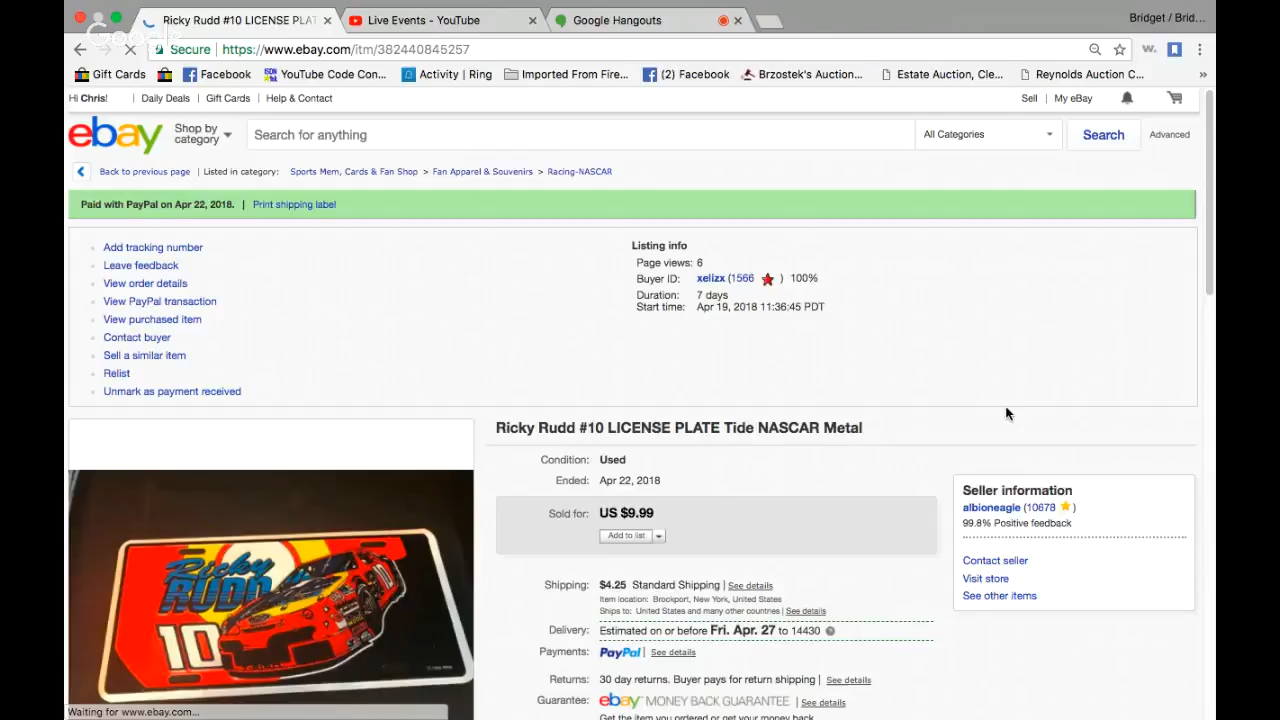 Ricky Rudd #10 LICENSE PLAT
Live Events - YouTube
Google Hangouts
Bridget / Brid...
Google
Secure https://www.ebay.com/itm/382440845257
W.
Gift Cards
Facebook
YouTube Code Con...
Activity | Ring
Imported From Fire...
(2) Facebook
Brzostek's Auction...
Estate Auction, Cle...
Reynolds Auction C...
»
Hi Chris! | Daily Deals | Gift Cards | Help & Contact
Sell | My eBay
ebay
Shop by category
Search for anything
All Categories
Search
Advanced
Back to previous page | Listed in category: Sports Mem, Cards & Fan Shop > Fan Apparel & Souvenirs > Racing-NASCAR
Paid with PayPal on Apr 22, 2018. | Print shipping label
Add tracking number
Leave feedback
View order details
View PayPal transaction
View purchased item
Contact buyer
Sell a similar item
Relist
Unmark as payment received
Listing info
Page views: 6
Buyer ID: xelizx (1566 ) 100%
Duration: 7 days
Start time: Apr 19, 2018 11:36:45 PDT
Ricky Rudd #10 LICENSE PLATE Tide NASCAR Metal
Condition: Used
Ended: Apr 22, 2018
Sold for: US $9.99
Add to list
Shipping: $4.25 Standard Shipping | See details
Item location: Brockport, New York, United States
Ships to: United States and many other countries | See details
Delivery: Estimated on or before Fri. Apr. 27 to 14430
Payments: PayPal | See details
Returns: 30 day returns. Buyer pays for return shipping | See details
Guarantee: ebay MONEY BACK GUARANTEE | See details
Get the item you ordered or get your money back.
Seller information
albioneagle (10678 )
99.8% Positive feedback
Contact seller
Visit store
See other items
Ricky
RUDD
10
Waiting for www.ebay.com...